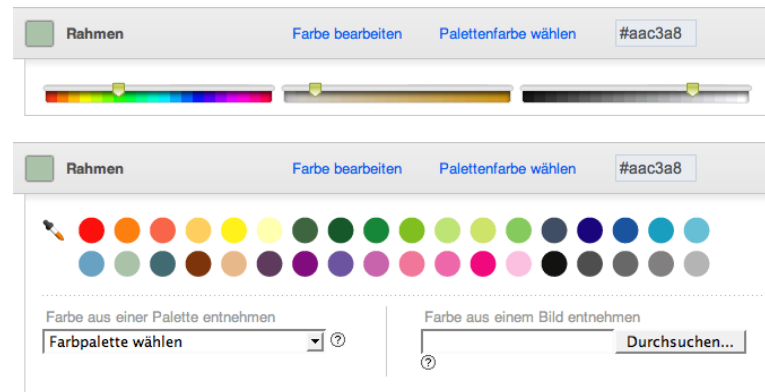 Rahmen Farbe bearbeiten Palettenfarbe wählen #aac3a8
Rahmen Farbe bearbeiten Palettenfarbe wählen #aac3a8
Farbe aus einer Palette entnehmen Farbe aus einem Bild entnehmen
Farbpalette wählen ? Durchsuchen...
?